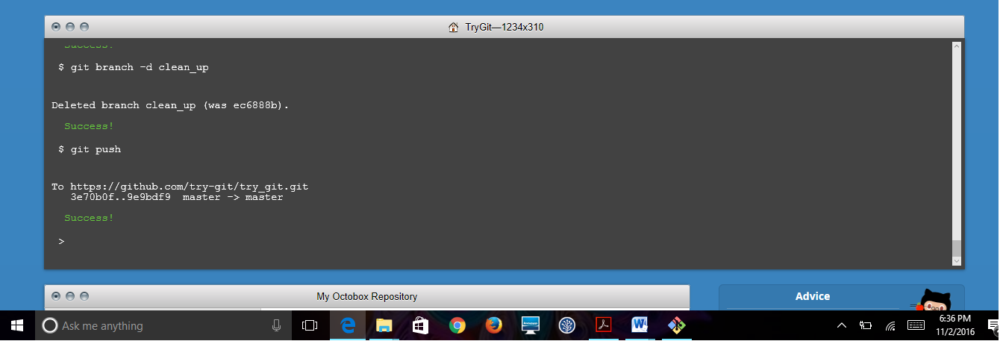 TryGit—1234x310
Success!
$ git branch -d clean_up
Deleted branch clean_up (was ec6888b).
Success!
$ git push
To https://github.com/try-git/try_git.git
3e70b0f..9e9bdf9 master -> master
Success!
>
My Octobox Repository
Advice
Ask me anything
6:36 PM
11/2/2016